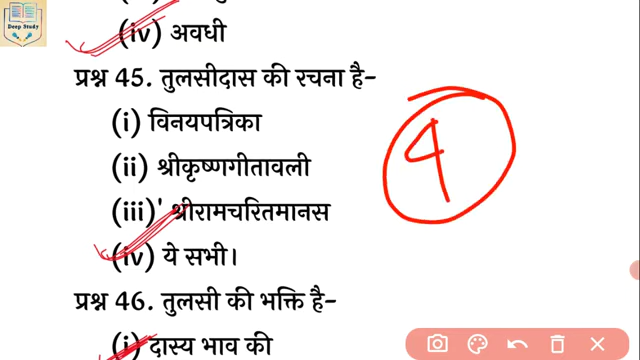 Deep Study
(iv) अवधी
प्रश्न 45. तुलसीदास की रचना है-
(i) विनयपत्रिका
(ii) श्रीकृष्णगीतावली
(iii)' श्रीरामचरितमानस
(iv) ये सभी।
4
प्रश्न 46. तुलसी की भक्ति है-
(i) दास्य भाव की